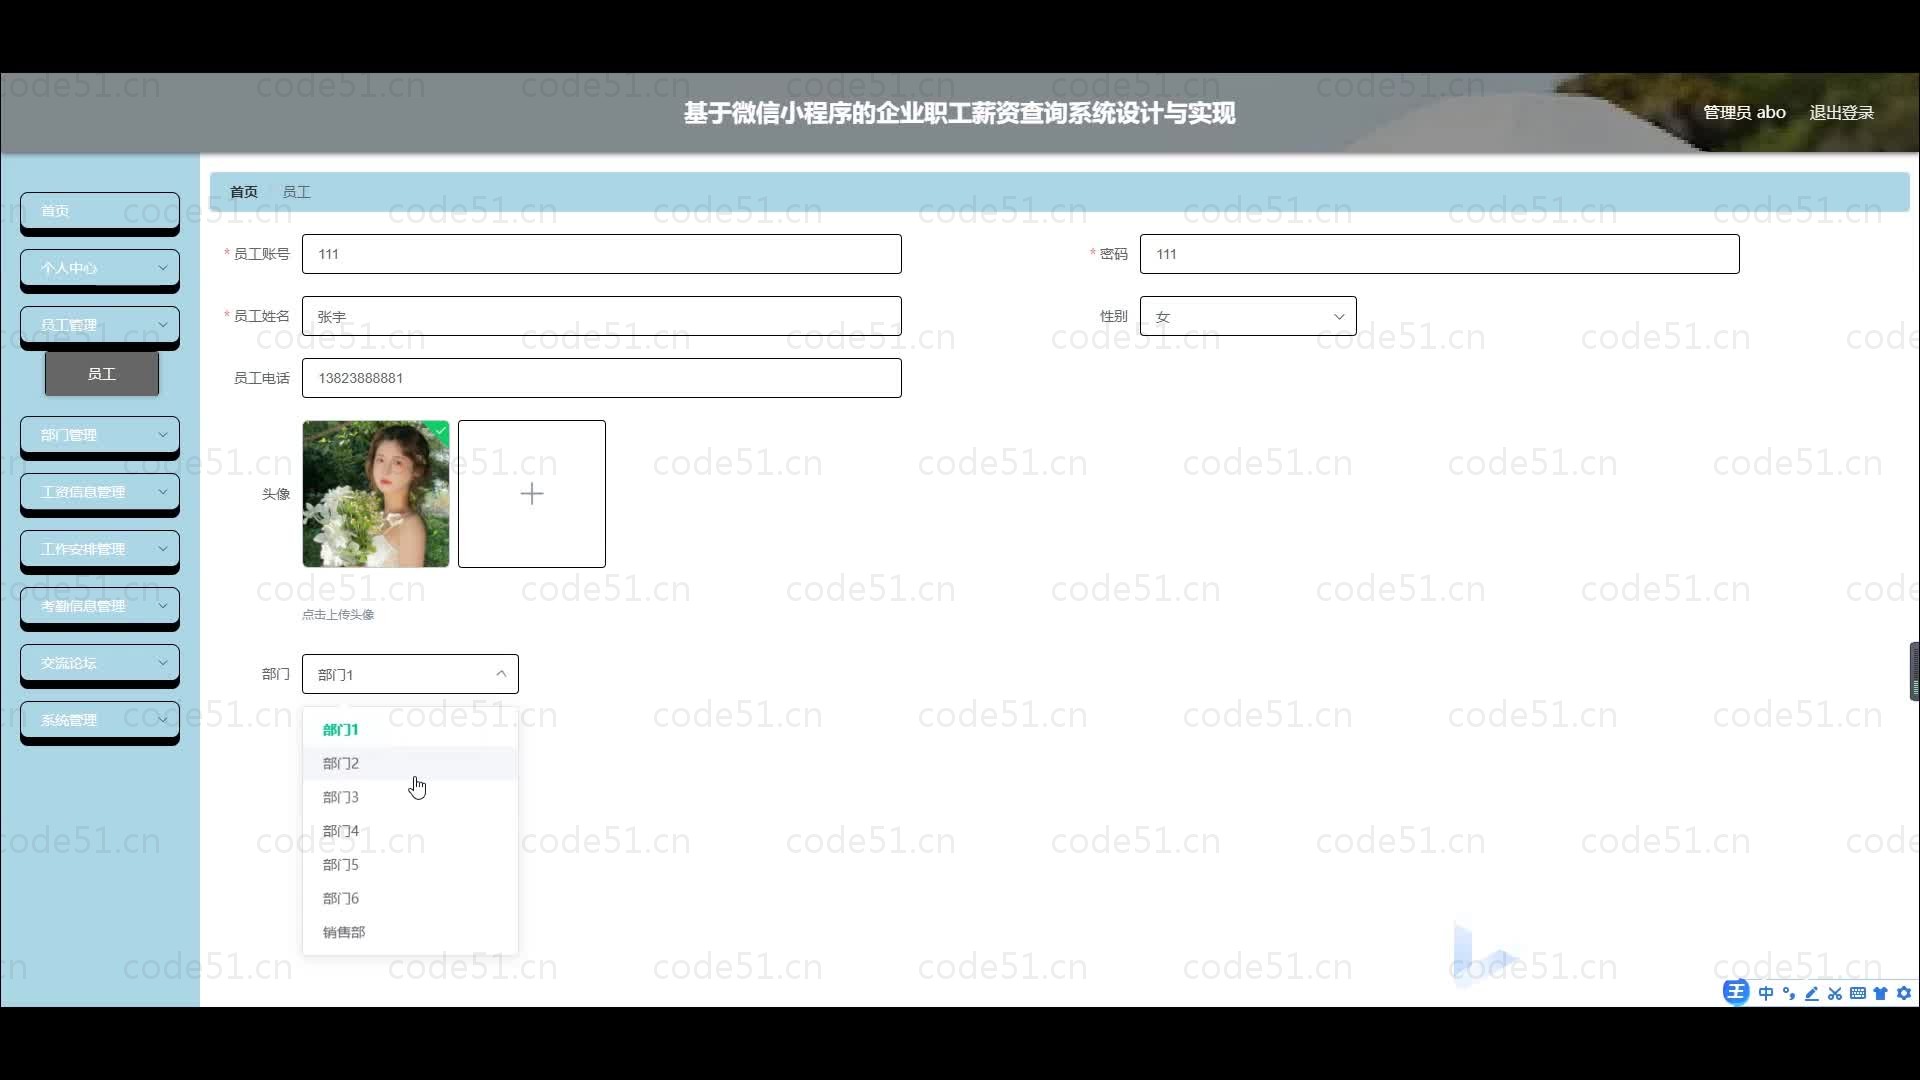 基于微信小程序的企业职工薪资查询系统设计与实现
管理员 abo 退出登录
首页 员工
首页
个人中心
员工管理
员工
部门管理
工资信息管理
工作安排管理
考勤信息管理
交流论坛
系统管理
* 员工账号 111
* 密码 111
* 员工姓名 张宇
性别 女
员工电话 13823888881
头像
点击上传头像
部门 部门1
部门1
部门2
部门3
部门4
部门5
部门6
销售部
王 中
code51.cn